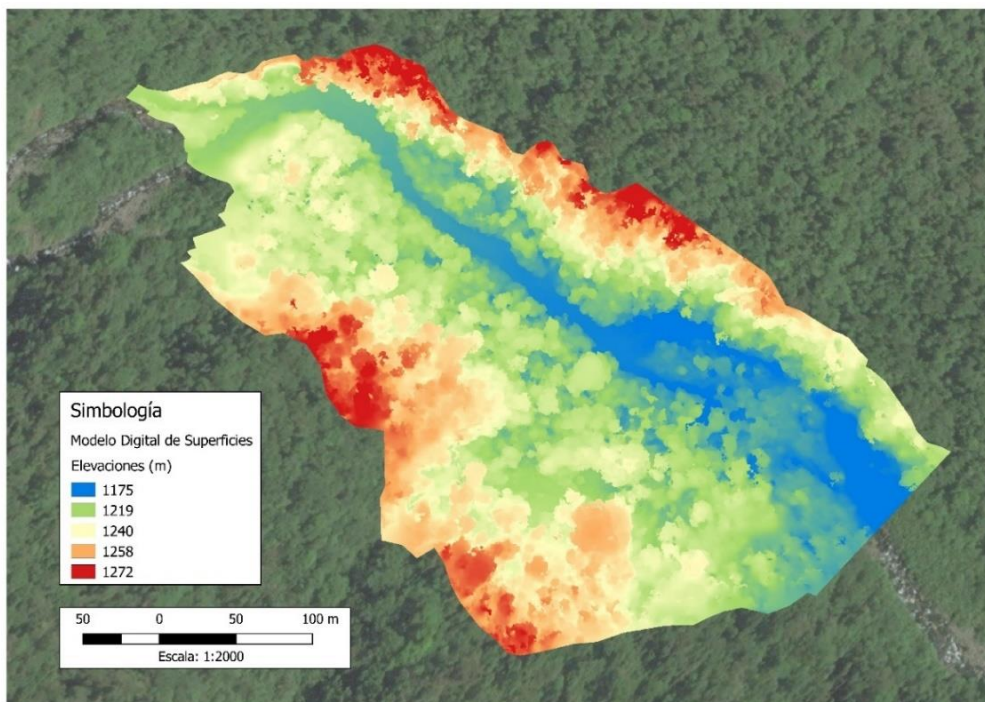 Simbología
Modelo Digital de Superficies
Elevaciones (m)
1175
1219
1240
1258
1272
50 0 50 100 m
Escala: 1:2000